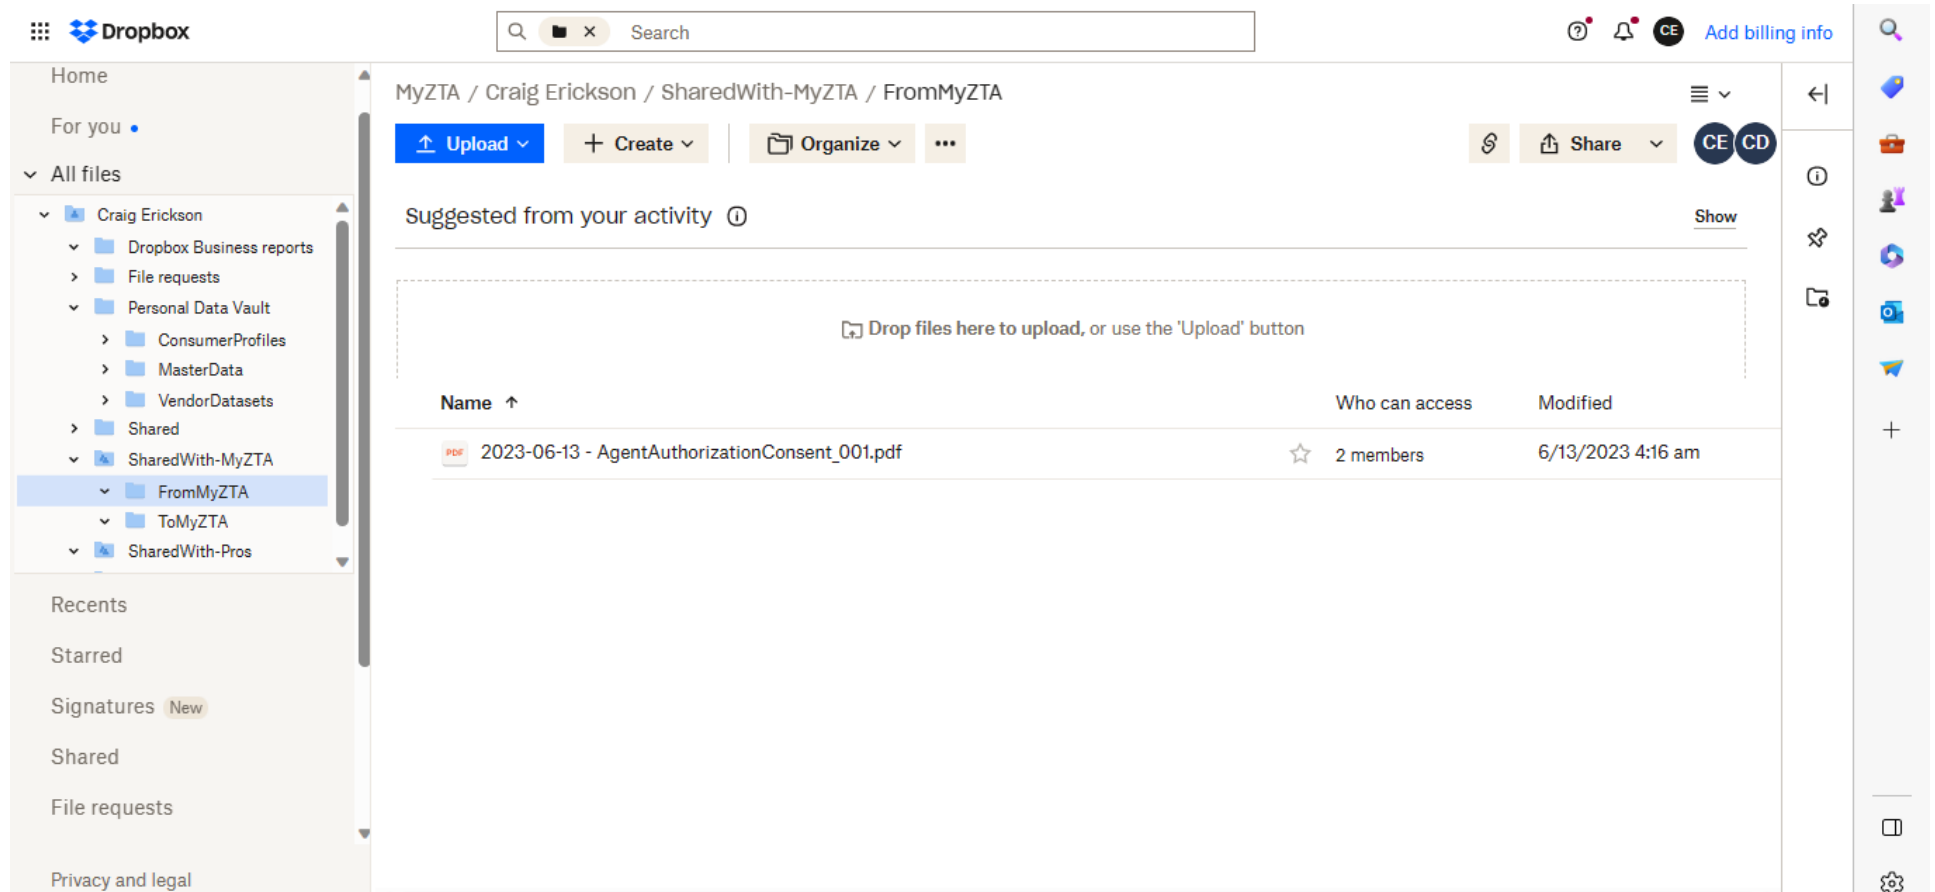 Dropbox
Search
CE
Add billing info
Home
For you
All files
Craig Erickson
Dropbox Business reports
File requests
Personal Data Vault
ConsumerProfiles
MasterData
VendorDatasets
Shared
SharedWith-MyZTA
FromMyZTA
ToMyZTA
SharedWith-Pros
Recents
Starred
Signatures New
Shared
File requests
Privacy and legal
MyZTA / Craig Erickson / SharedWith-MyZTA / FromMyZTA
Upload
Create
Organize
Share
CE CD
Suggested from your activity
Show
Drop files here to upload, or use the 'Upload' button
Name Who can access Modified
PDF 2023-06-13 - AgentAuthorizationConsent_001.pdf 2 members 6/13/2023 4:16 am